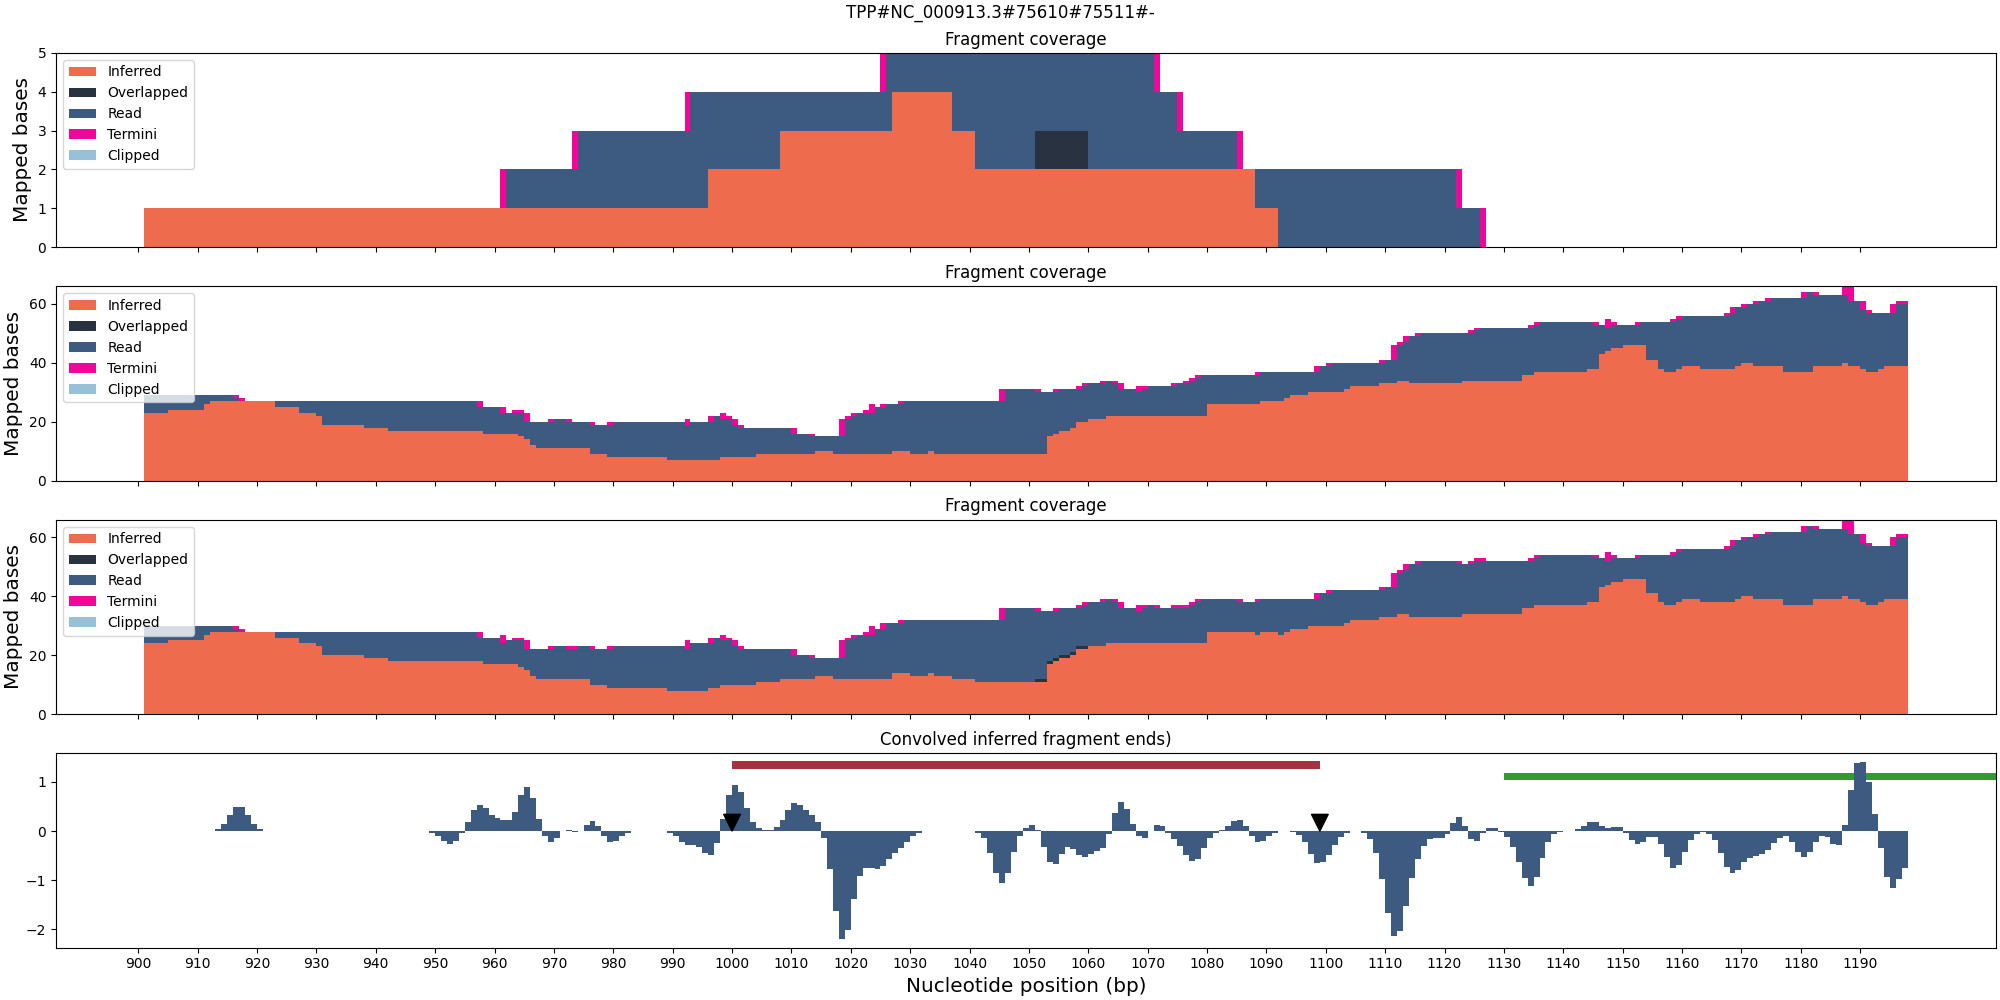 TPP#NC_000913.3#75610#75511#-
Fragment coverage
Mapped bases
5
4
3
2
1
0
Inferred
Overlapped
Read
Termini
Clipped
Fragment coverage
Mapped bases
60
40
20
0
Inferred
Overlapped
Read
Termini
Clipped
Fragment coverage
Mapped bases
60
40
20
0
Inferred
Overlapped
Read
Termini
Clipped
Convolved inferred fragment ends)
1
0
−1
−2
900 910 920 930 940 950 960 970 980 990 1000 1010 1020 1030 1040 1050 1060 1070 1080 1090 1100 1110 1120 1130 1140 1150 1160 1170 1180 1190
Nucleotide position (bp)